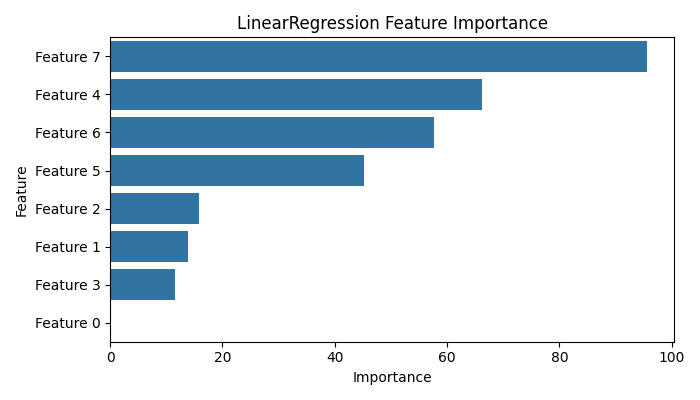 LinearRegression Feature Importance
Feature
Feature 7
Feature 4
Feature 6
Feature 5
Feature 2
Feature 1
Feature 3
Feature 0
0 20 40 60 80 100
Importance